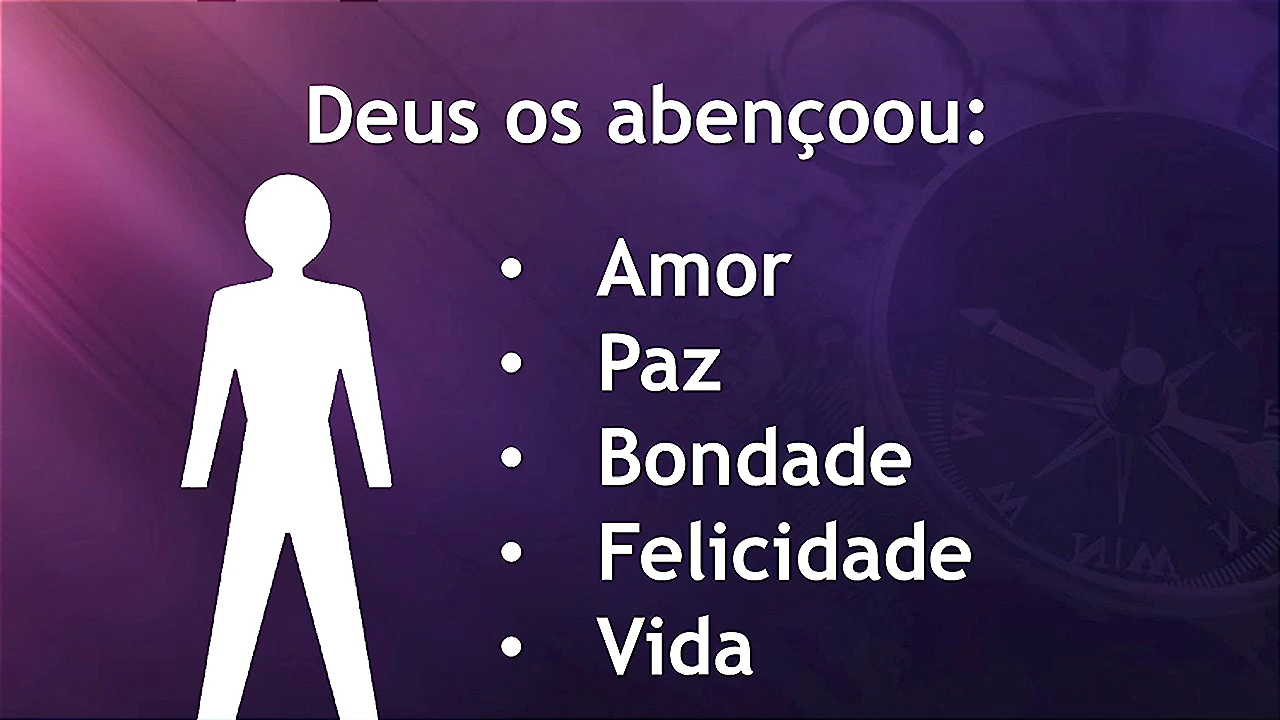 Deus os abençoou:
• Amor
• Paz
• Bondade
• Felicidade
• Vida